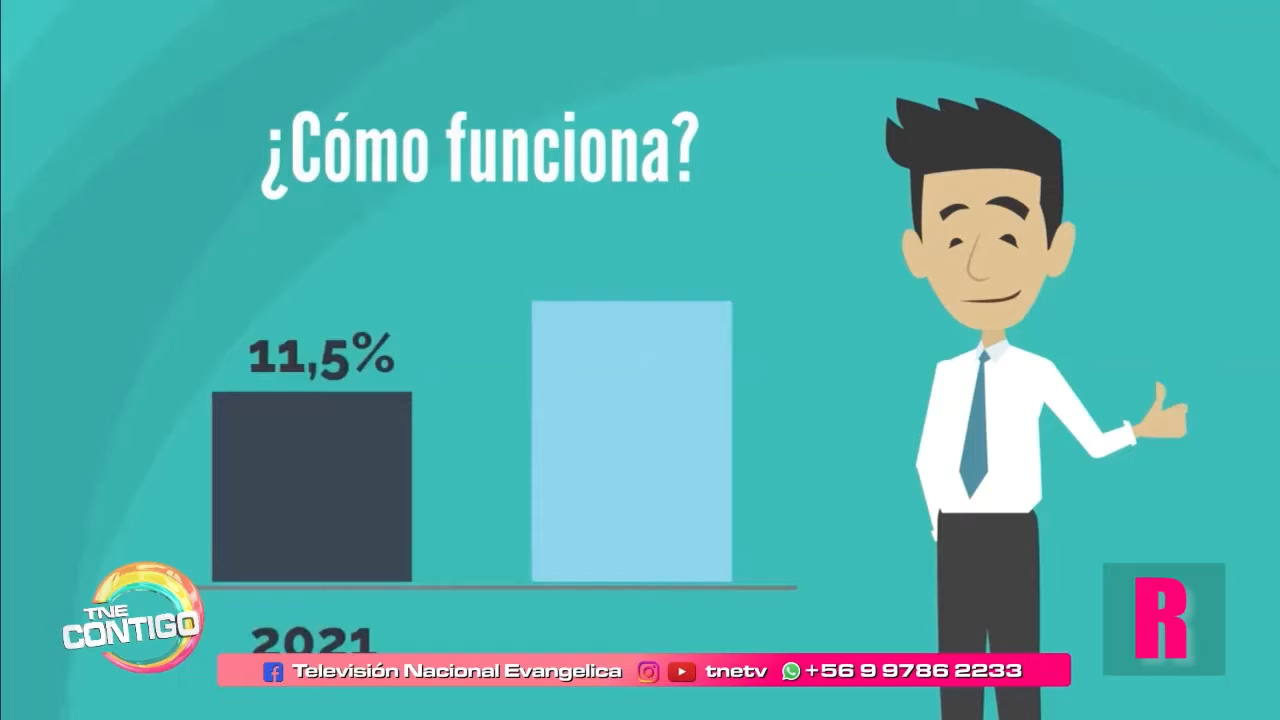 ¿Cómo funciona?
11,5%
2021
TNE
CONTIGO
Televisión Nacional Evangelica tnetv +56 9 9786 2233
R